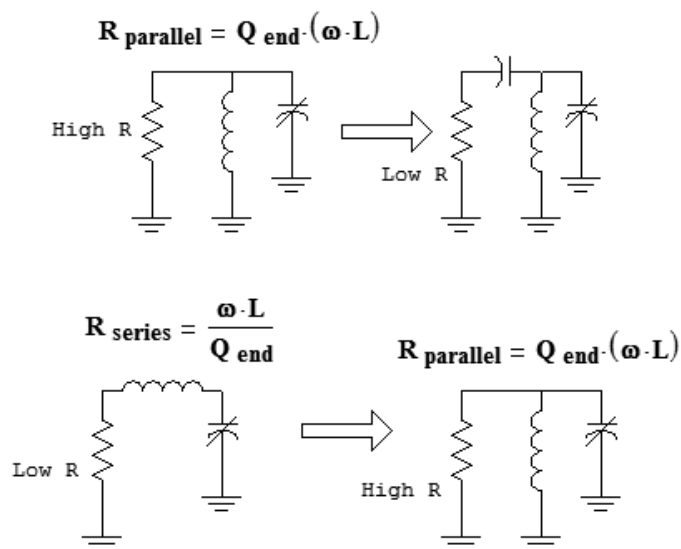 R parallel = Q end · (ω · L)
High R
Low R
R series = ω · L / Q end
R parallel = Q end · (ω · L)
Low R
High R